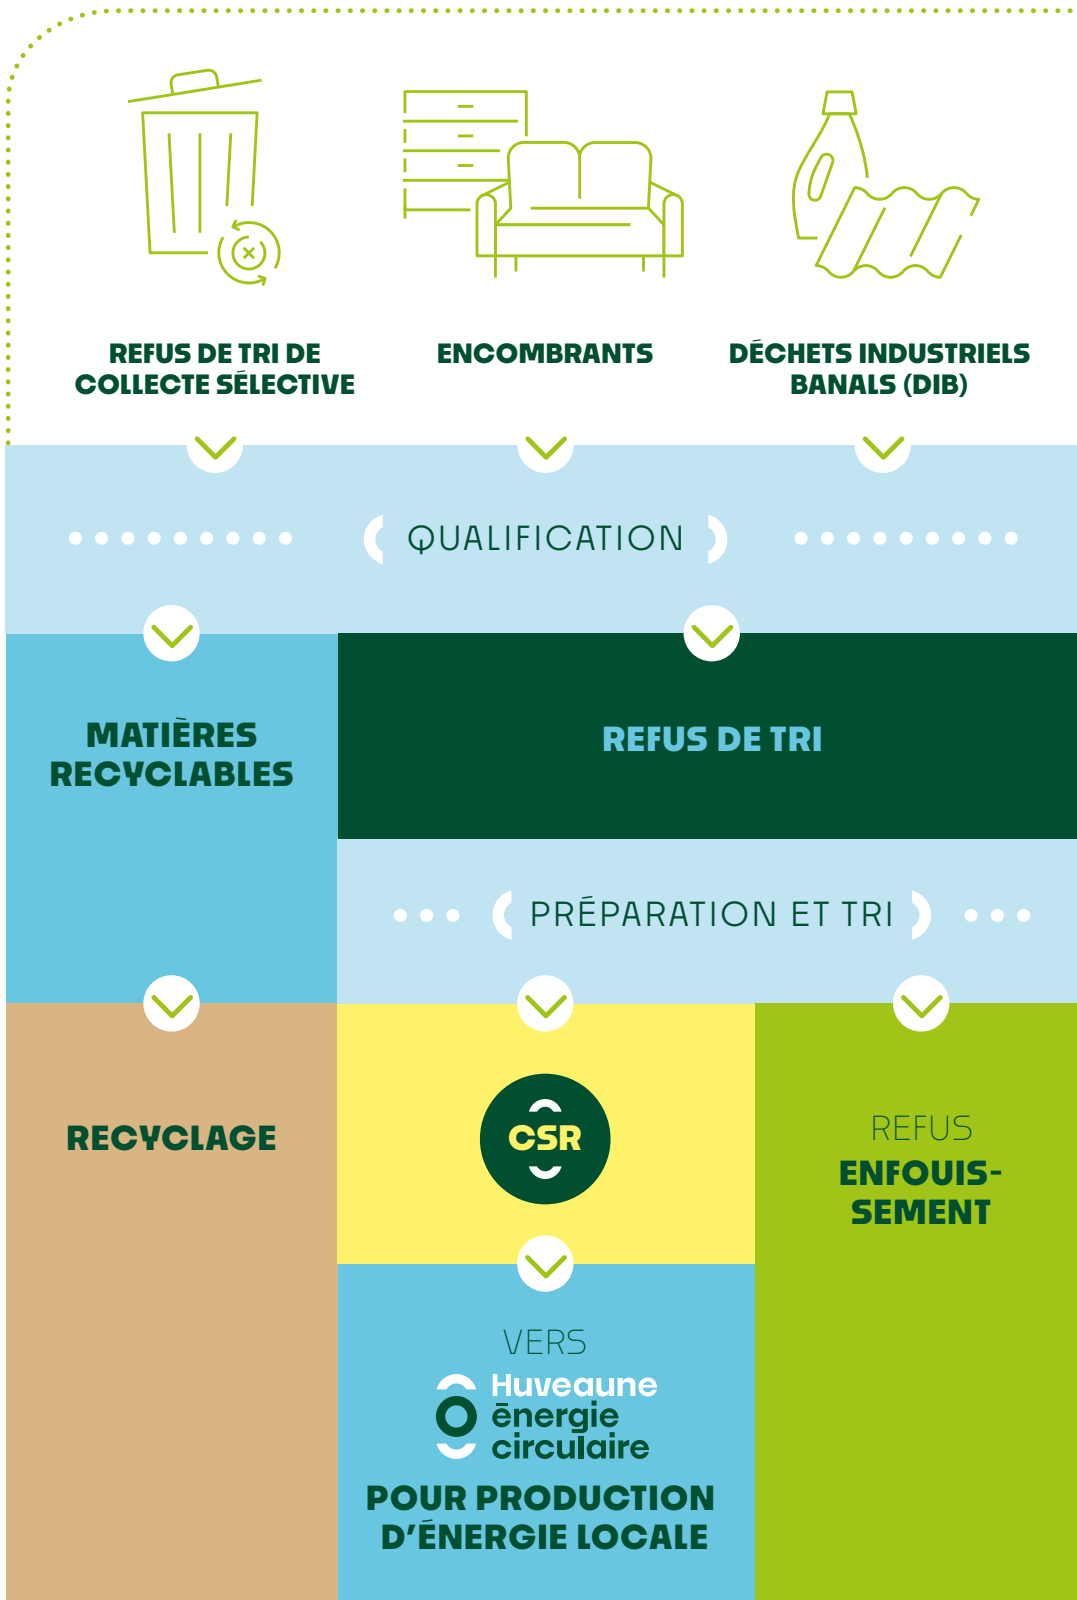 REFUS DE TRI DE
COLLECTE SÉLECTIVE
ENCOMBRANTS
DÉCHETS INDUSTRIELS
BANALS (DIB)
QUALIFICATION
MATIÈRES
RECYCLABLES
REFUS DE TRI
PRÉPARATION ET TRI
RECYCLAGE
CSR
REFUS
ENFOUIS-
SEMENT
VERS
Huveaune
énergie
circulaire
POUR PRODUCTION
D’ÉNERGIE LOCALE